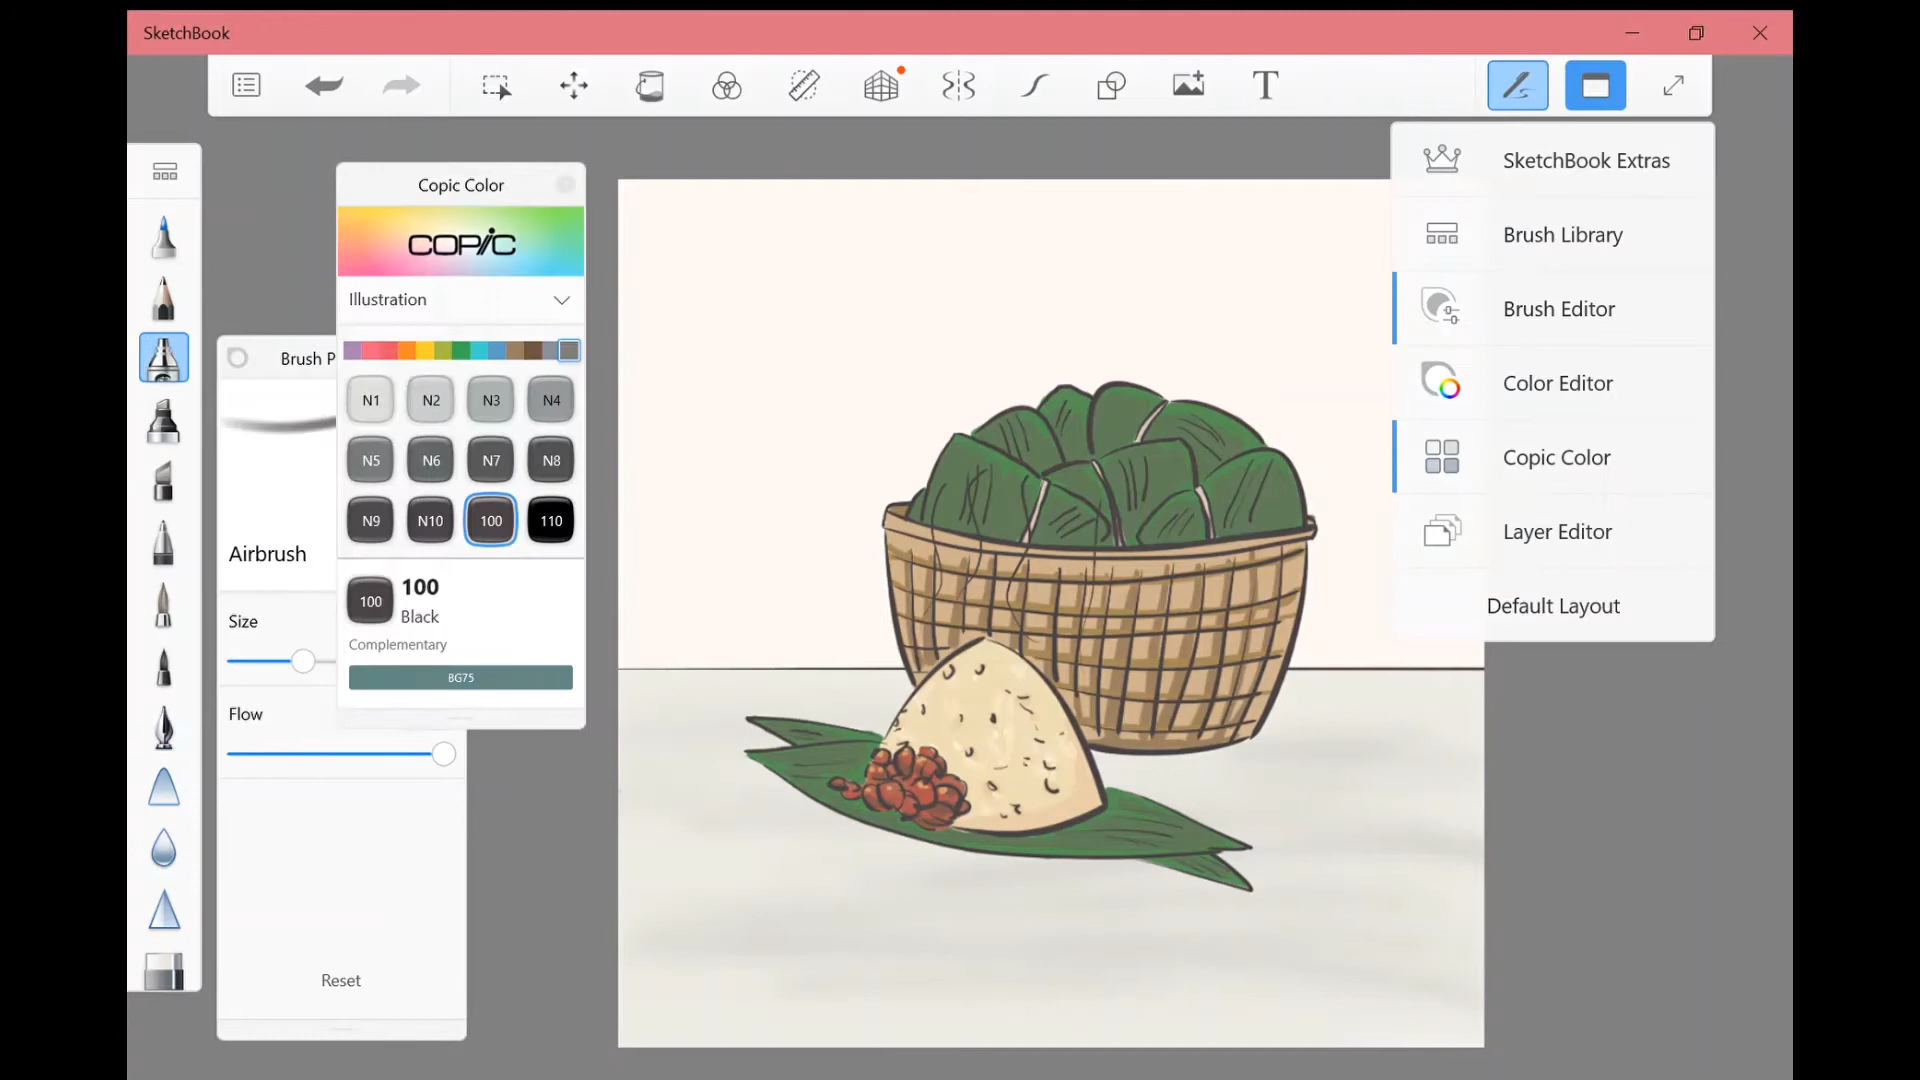 SketchBook
T
Copic Color
COPiC
Illustration
N1 N2 N3 N4
N5 N6 N7 N8
N9 N10 100 110
100
100
Black
Complementary
BG75
Brush P
Airbrush
Size
Flow
Reset
SketchBook Extras
Brush Library
Brush Editor
Color Editor
Copic Color
Layer Editor
Default Layout